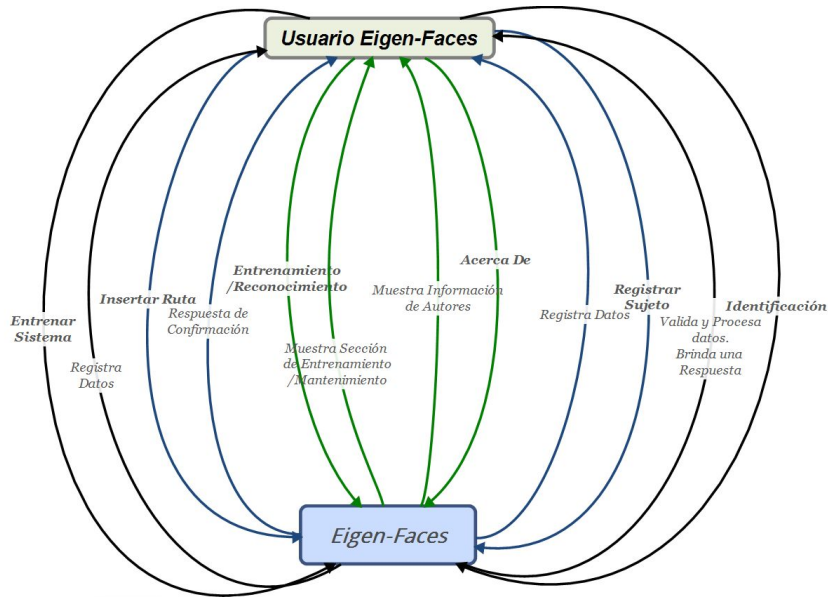 Usuario Eigen-Faces
Entrenar
Sistema
Registra
Datos
Insertar Ruta
Respuesta de
Confirmación
Entrenamiento
/Reconocimiento
Muestra Sección
de Entrenamiento
/Mantenimiento
Muestra Información
de Autores
Acerca De
Registra Datos
Registrar
Sujeto
Valida y Procesa
datos.
Brinda una
Respuesta
Identificación
Eigen-Faces